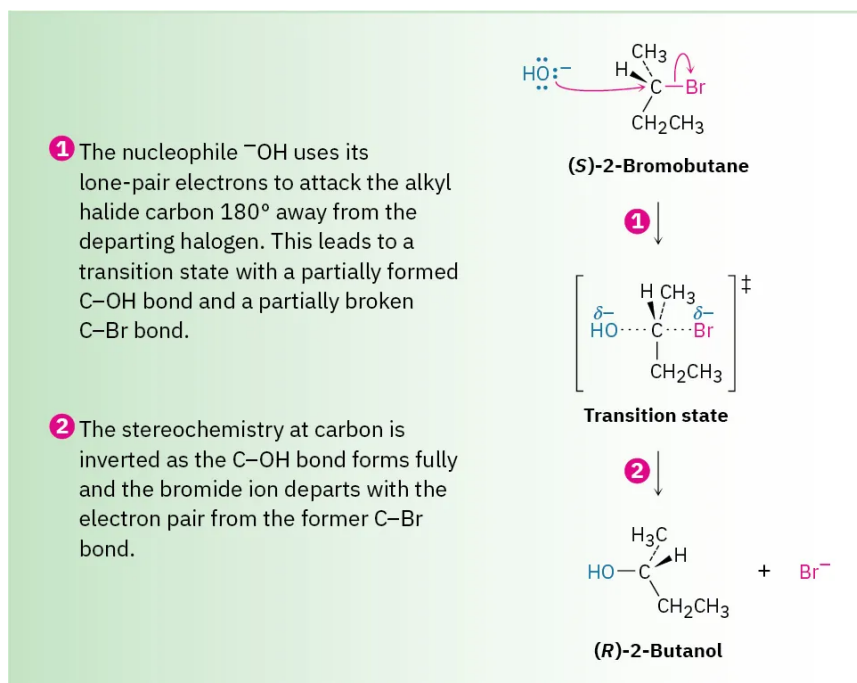 1 The nucleophile ⁻OH uses its
lone-pair electrons to attack the alkyl
halide carbon 180° away from the
departing halogen. This leads to a
transition state with a partially formed
C–OH bond and a partially broken
C–Br bond.
2 The stereochemistry at carbon is
inverted as the C–OH bond forms fully
and the bromide ion departs with the
electron pair from the former C–Br
bond.
CH₃
HO:⁻ H C Br
CH₂CH₃
(S)-2-Bromobutane
1
H CH₃ ‡
δ– δ–
HO C Br
CH₂CH₃
Transition state
2
H₃C
H
HO C + Br⁻
CH₂CH₃
(R)-2-Butanol